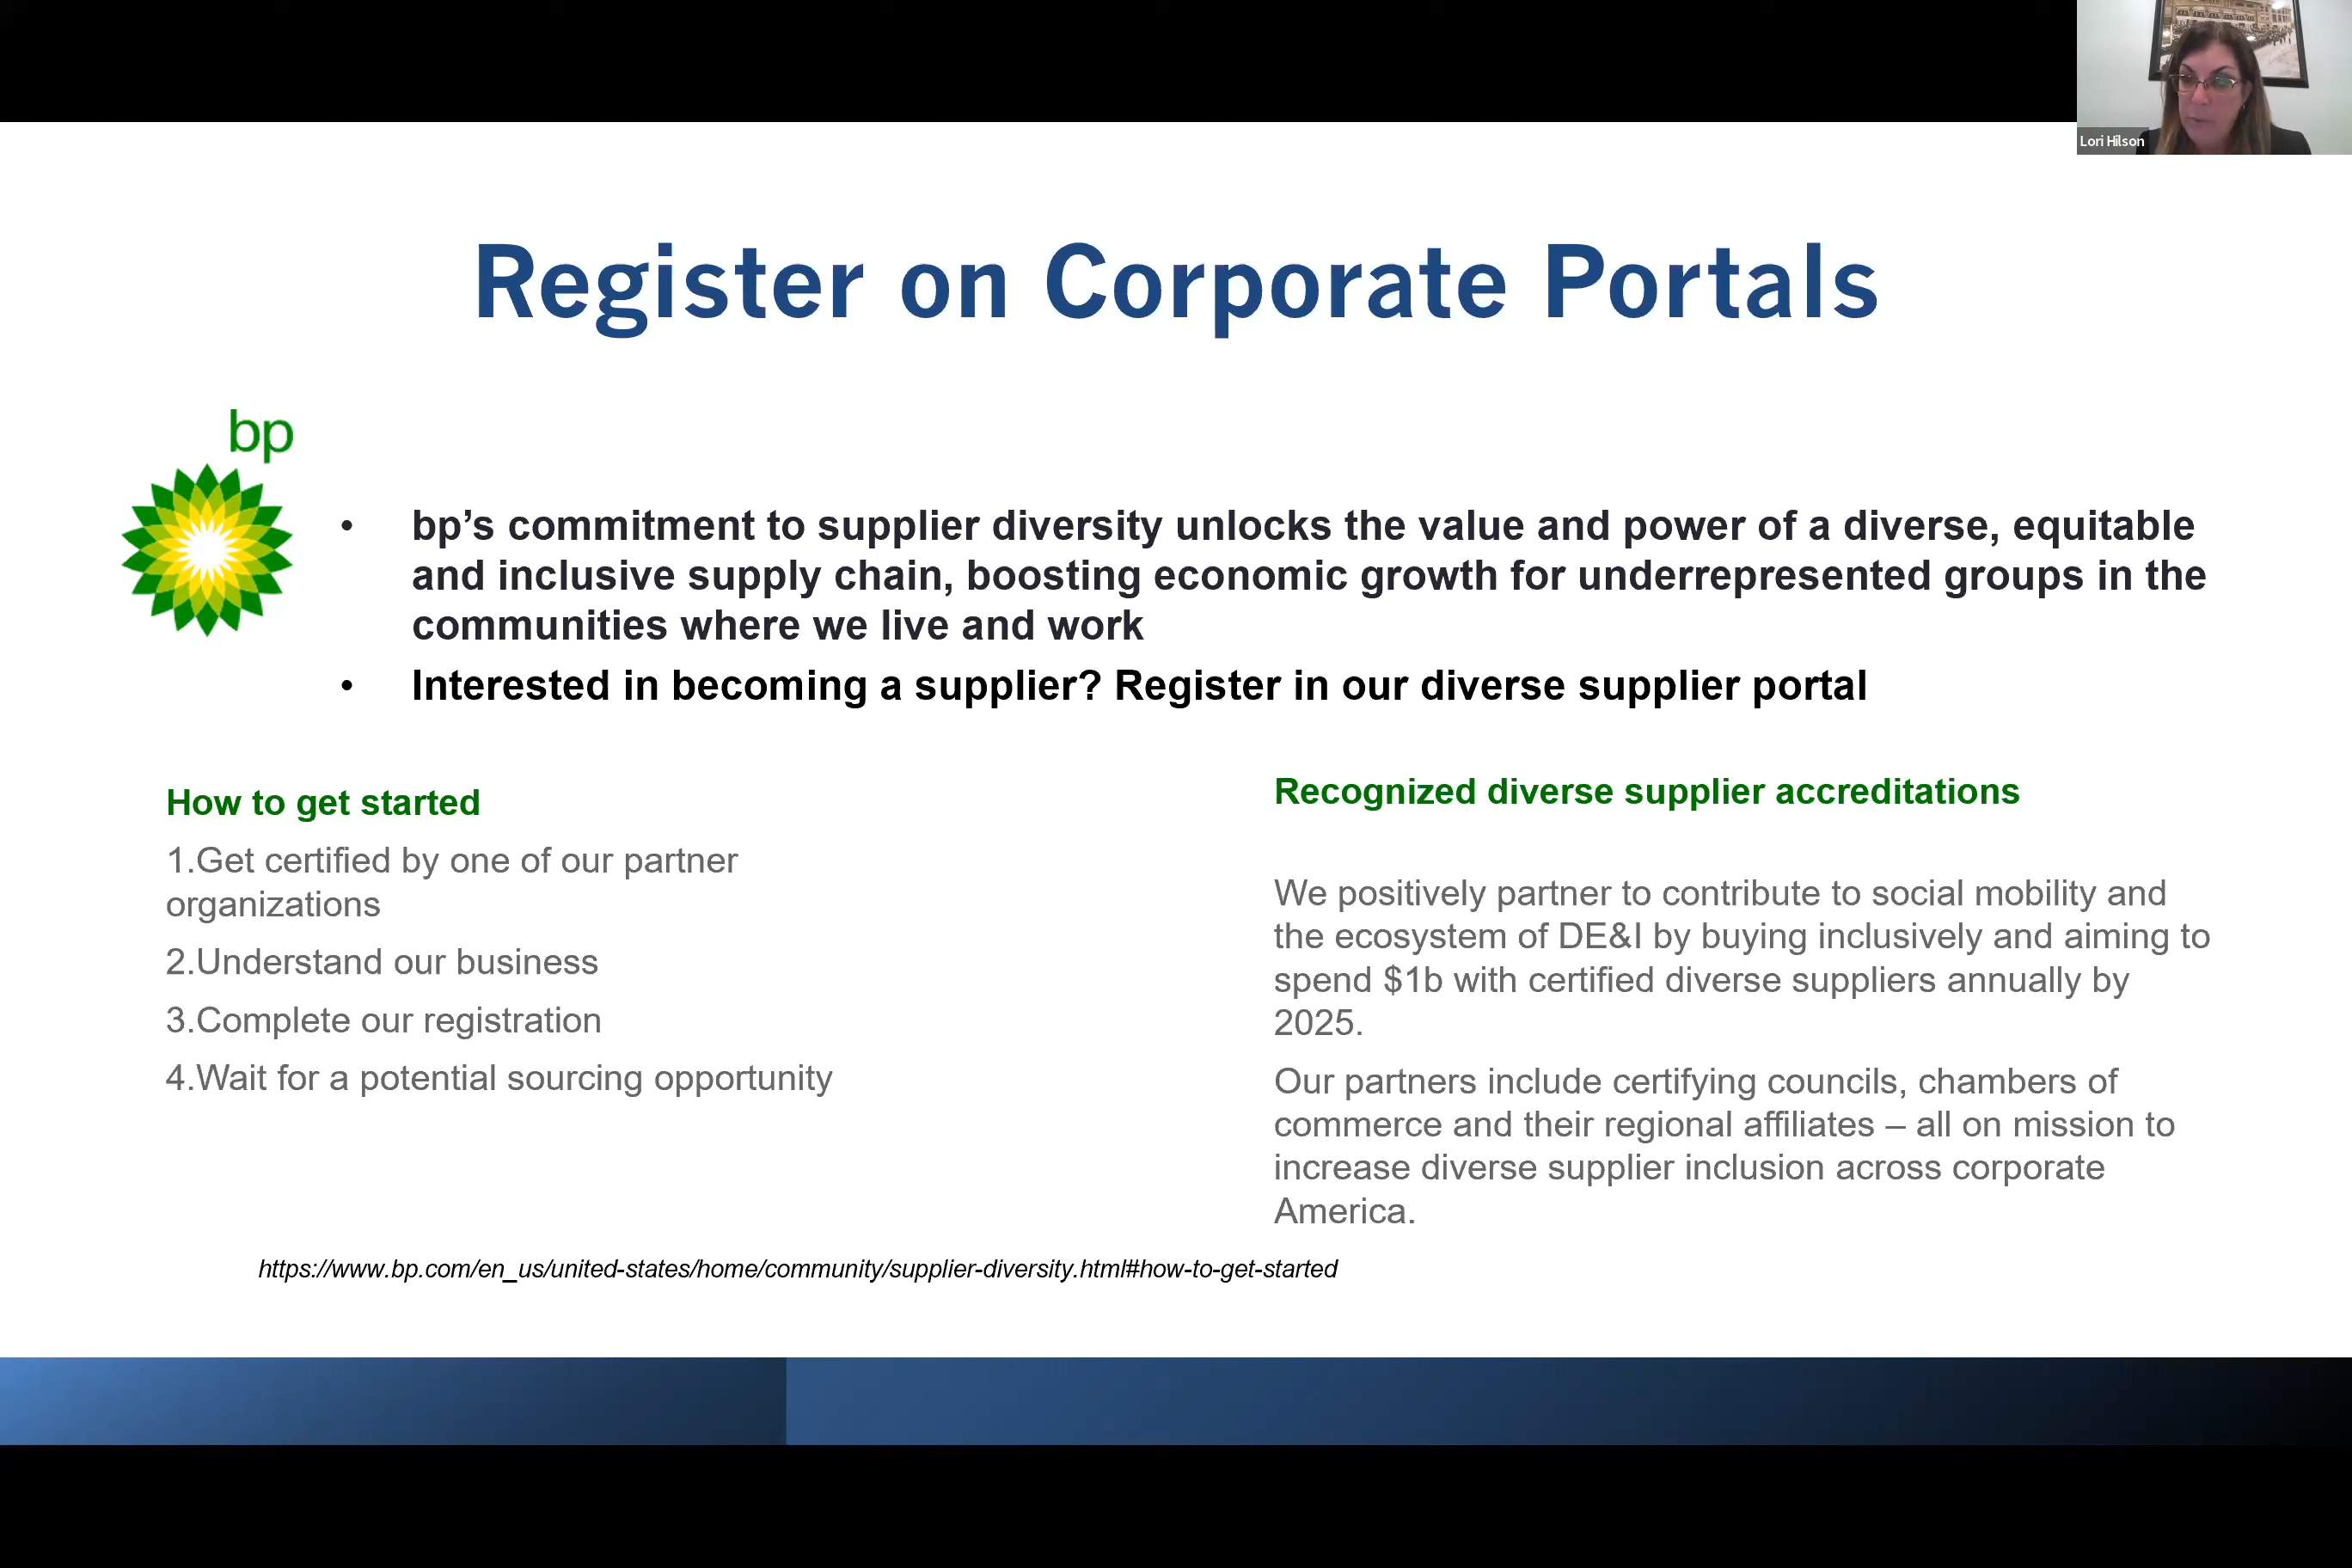 Lori Hilson
Register on Corporate Portals
bp
• bp’s commitment to supplier diversity unlocks the value and power of a diverse, equitable
and inclusive supply chain, boosting economic growth for underrepresented groups in the
communities where we live and work
• Interested in becoming a supplier? Register in our diverse supplier portal
How to get started
1.Get certified by one of our partner
organizations
2.Understand our business
3.Complete our registration
4.Wait for a potential sourcing opportunity
Recognized diverse supplier accreditations
We positively partner to contribute to social mobility and
the ecosystem of DE&I by buying inclusively and aiming to
spend $1b with certified diverse suppliers annually by
2025.
Our partners include certifying councils, chambers of
commerce and their regional affiliates – all on mission to
increase diverse supplier inclusion across corporate
America.
https://www.bp.com/en_us/united-states/home/community/supplier-diversity.html#how-to-get-started